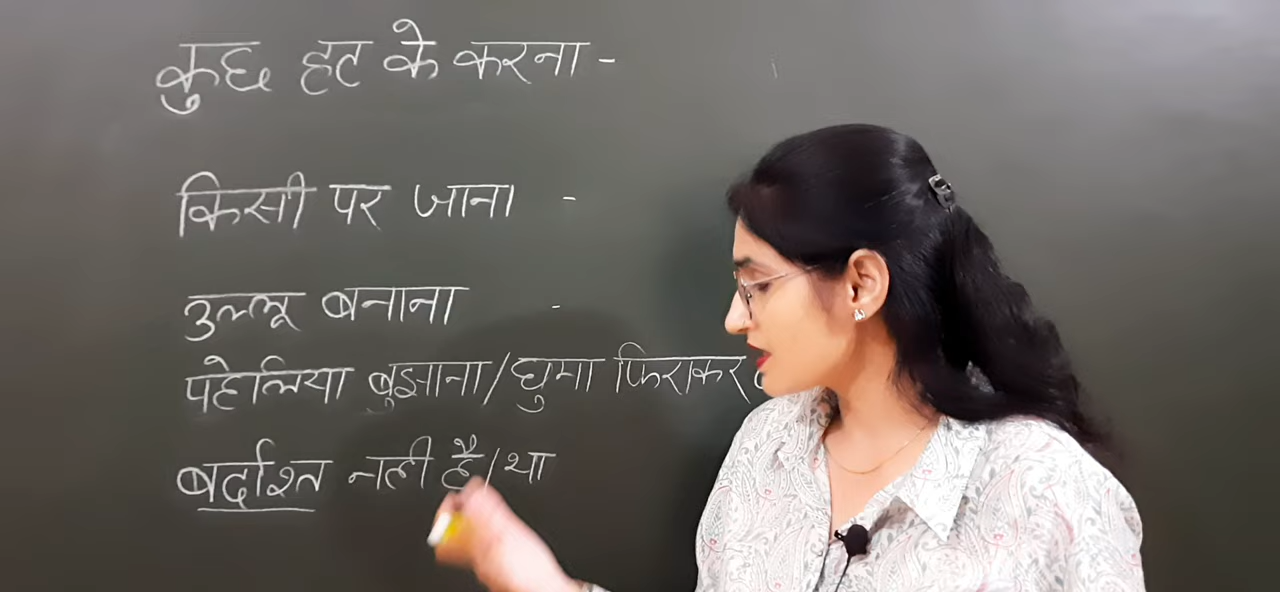 कुछ हट के करना -
किसी पर जाना -
उल्लू बनाना -
पहेलिया बुझाना/घुमा फिराकर
बर्दाश्त नही है/था